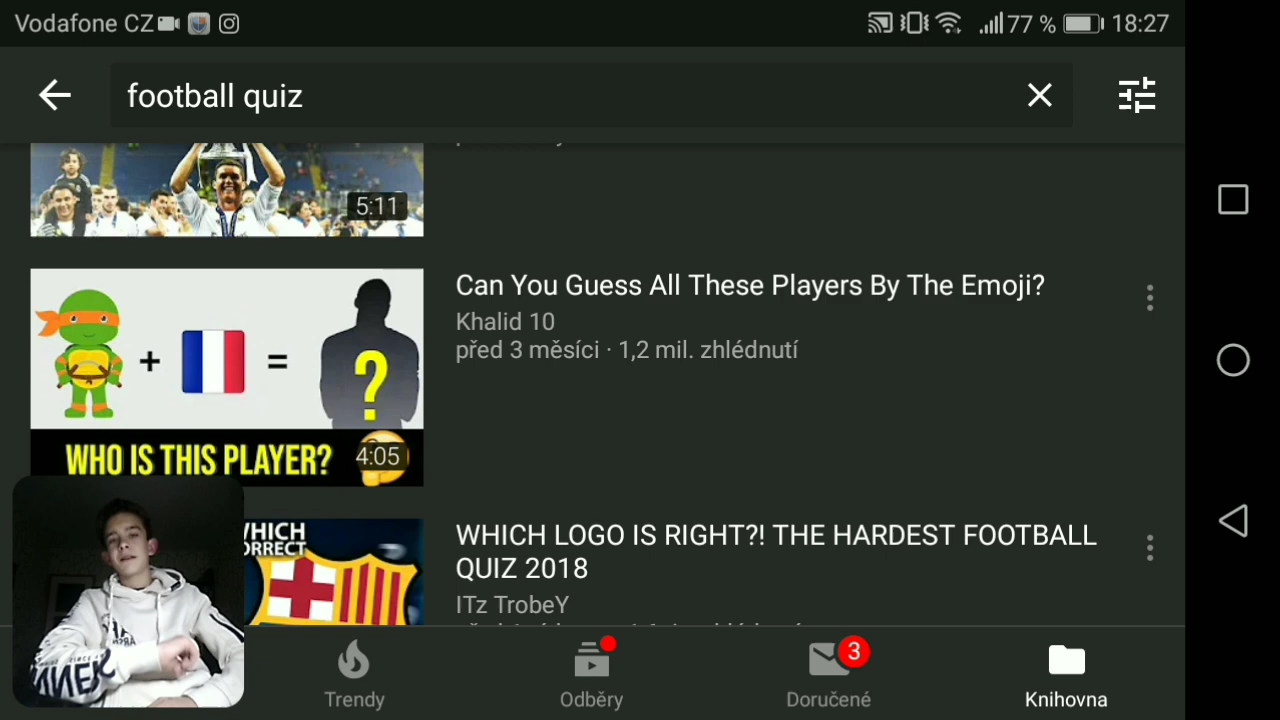 Vodafone CZ
77 %
18:27
football quiz
5:11
Can You Guess All These Players By The Emoji?
Khalid 10
před 3 měsíci · 1,2 mil. zhlédnutí
+
=
?
WHO IS THIS PLAYER?
4:05
WHICH LOGO IS RIGHT?! THE HARDEST FOOTBALL
QUIZ 2018
ITz TrobeY
3
Trendy
Odběry
Doručené
Knihovna